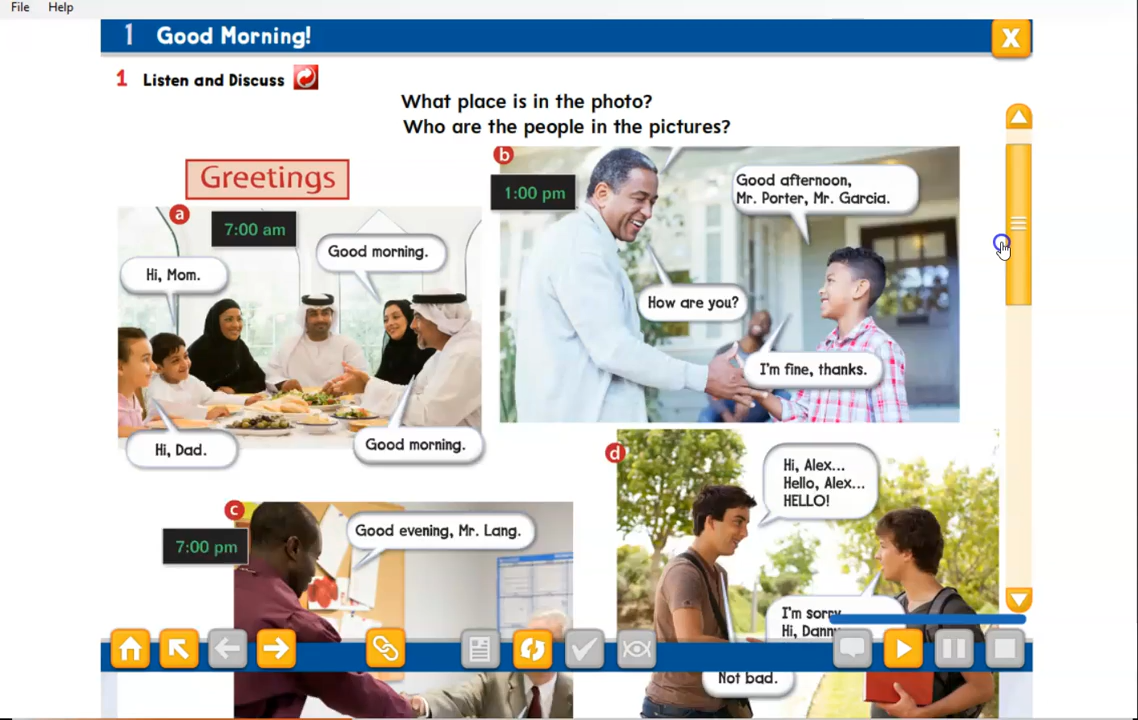 File Help
1 Good Morning!
X
1 Listen and Discuss
What place is in the photo?
Who are the people in the pictures?
Greetings
a
7:00 am
Hi, Mom.
Good morning.
Hi, Dad.
Good morning.
b
1:00 pm
Good afternoon,
Mr. Porter, Mr. Garcia.
How are you?
I'm fine, thanks.
c
7:00 pm
Good evening, Mr. Lang.
d
Hi, Alex...
Hello, Alex...
HELLO!
I'm sorry
Hi, Danny
Not bad.